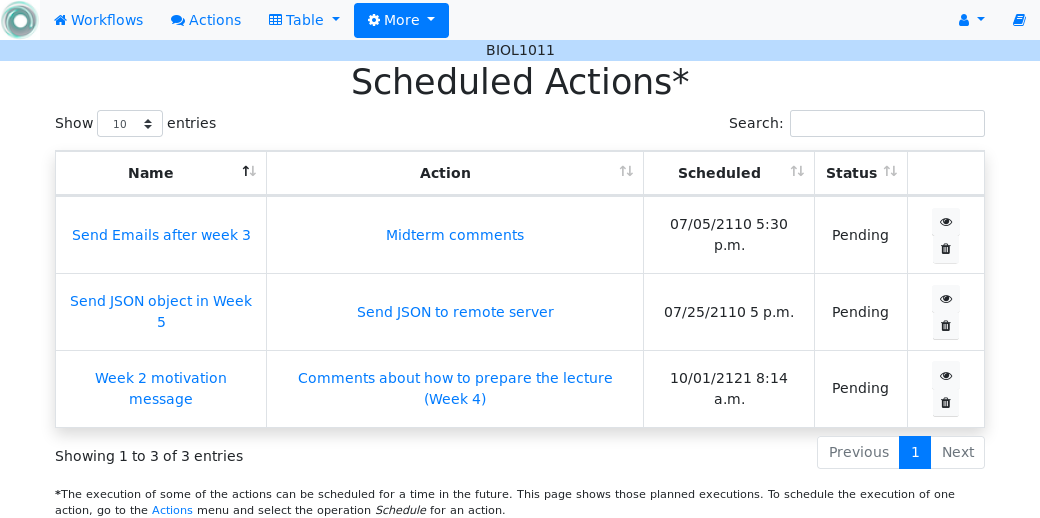 Workflows Actions Table More
BIOL1011
Scheduled Actions*
Show 10 entries Search:
Name Action Scheduled Status
Send Emails after week 3 Midterm comments 07/05/2110 5:30 p.m. Pending
Send JSON object in Week 5 Send JSON to remote server 07/25/2110 5 p.m. Pending
Week 2 motivation message Comments about how to prepare the lecture (Week 4) 10/01/2121 8:14 a.m. Pending
Showing 1 to 3 of 3 entries Previous 1 Next
*The execution of some of the actions can be scheduled for a time in the future. This page shows those planned executions. To schedule the execution of one
action, go to the Actions menu and select the operation Schedule for an action.